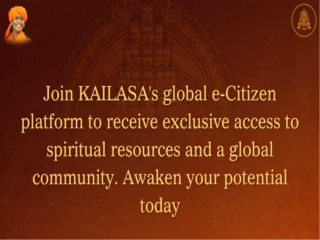 Join KAILASA's global e-Citizen
platform to receive exclusive access to
spiritual resources and a global
community. Awaken your potential
today